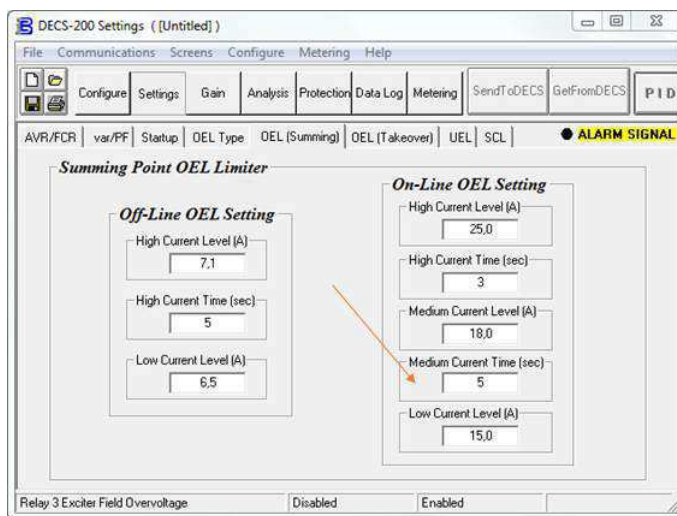 DECS-200 Settings ( [Untitled] )
File Communications Screens Configure Metering Help
Configure Settings Gain Analysis Protection Data Log Metering SendToDECS GetFromDECS PID
AVR/FCR var/PF Startup OEL Type OEL (Summing) OEL (Takeover) UEL SCL ALARM SIGNAL
Summing Point OEL Limiter
Off-Line OEL Setting
High Current Level (A)
7,1
High Current Time (sec)
5
Low Current Level (A)
6,5
On-Line OEL Setting
High Current Level (A)
25,0
High Current Time (sec)
3
Medium Current Level (A)
18,0
Medium Current Time (sec)
5
Low Current Level (A)
15,0
Relay 3 Exciter Field Overvoltage Disabled Enabled